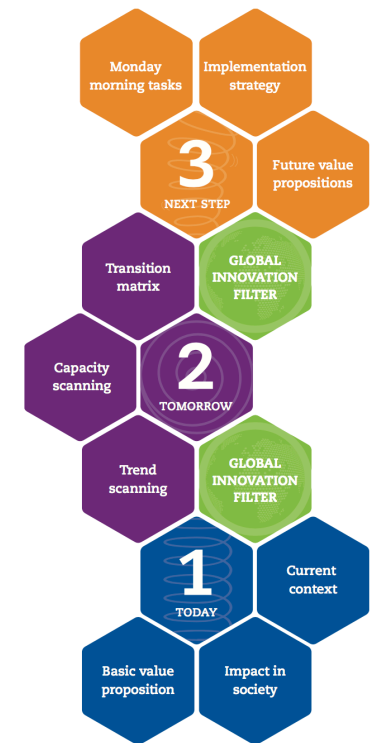 Monday
morning tasks
Implementation
strategy
3
NEXT STEP
Future value
propositions
Transition
matrix
GLOBAL
INNOVATION
FILTER
Capacity
scanning
2
TOMORROW
Trend
scanning
GLOBAL
INNOVATION
FILTER
1
TODAY
Current
context
Basic value
proposition
Impact in
society